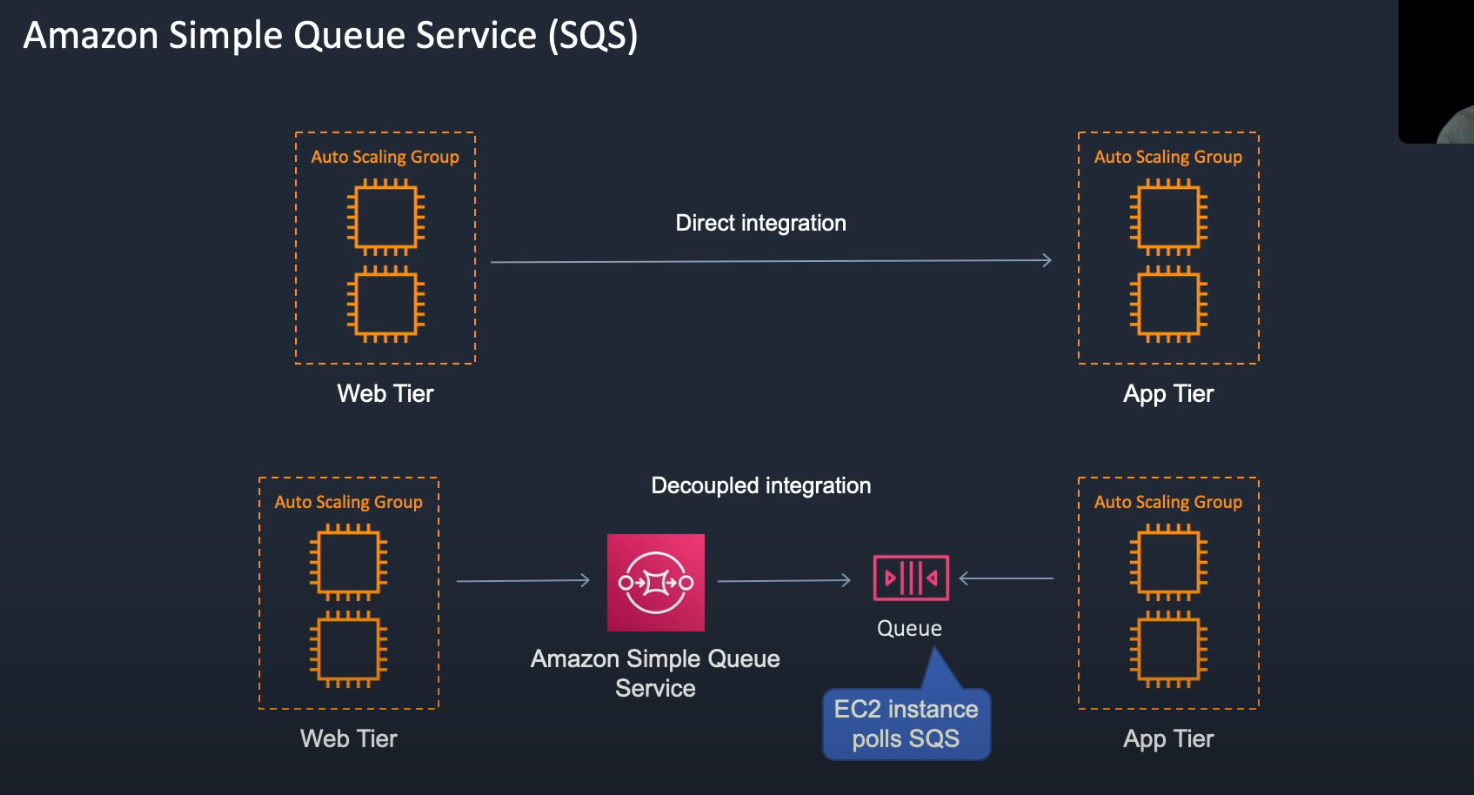 Amazon Simple Queue Service (SQS)
Auto Scaling Group
Auto Scaling Group
Direct integration
Web Tier
App Tier
Decoupled integration
Auto Scaling Group
Auto Scaling Group
Queue
Amazon Simple Queue
Service
EC2 instance
polls SQS
Web Tier
App Tier